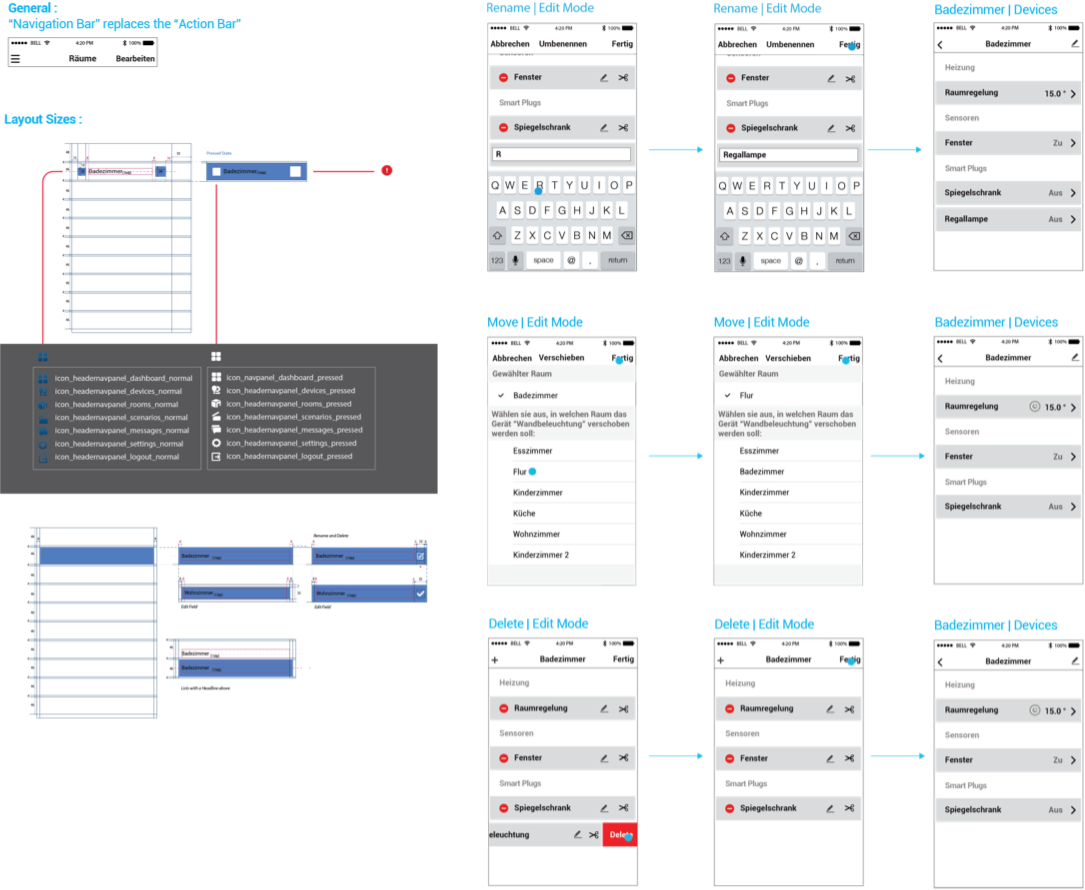 General :
“Navigation Bar” replaces the “Action Bar”
BELL 4:20 PM 100%
Räume Bearbeiten
Layout Sizes :
Pressed State
Badezimmer
Badezimmer
icon_headernavpanel_dashboard_normal
icon_headernavpanel_devices_normal
icon_headernavpanel_rooms_normal
icon_headernavpanel_scenarios_normal
icon_headernavpanel_messages_normal
icon_headernavpanel_settings_normal
icon_headernavpanel_logout_normal
icon_navpanel_dashboard_pressed
icon_headernavpanel_devices_pressed
icon_headernavpanel_rooms_pressed
icon_headernavpanel_scenarios_pressed
icon_headernavpanel_messages_pressed
icon_headernavpanel_settings_pressed
icon_headernavpanel_logout_pressed
Rename and Delete
Badezimmer
Badezimmer
Wohnzimmer
Wohnzimmer
Edit Field
Edit Field
Badezimmer
Badezimmer
Lists with a Headline above
Rename | Edit Mode
BELL 4:20 PM 100%
Abbrechen Umbenennen Fertig
Sensoren
Fenster
Smart Plugs
Spiegelschrank
R
Q W E R T Y U I O P
A S D F G H J K L
Z X C V B N M
123 space @ . return
Rename | Edit Mode
BELL 4:20 PM 100%
Abbrechen Umbenennen Fertig
Fenster
Smart Plugs
Spiegelschrank
Regallampe
Q W E R T Y U I O P
A S D F G H J K L
Z X C V B N M
123 space @ . return
Badezimmer | Devices
BELL 4:20 PM 100%
Badezimmer
Heizung
Raumregelung 15.0 °
Sensoren
Fenster Zu
Smart Plugs
Spiegelschrank Aus
Regallampe Aus
Move | Edit Mode
BELL 4:20 PM 100%
Abbrechen Verschieben Fertig
Gewählter Raum
Badezimmer
Wählen sie aus, in welchen Raum das
Gerät “Wandbeleuchtung” verschoben
werden soll:
Esszimmer
Flur
Kinderzimmer
Küche
Wohnzimmer
Kinderzimmer 2
Move | Edit Mode
BELL 4:20 PM 100%
Abbrechen Verschieben Fertig
Gewählter Raum
Flur
Wählen sie aus, in welchen Raum das
Gerät “Wandbeleuchtung” verschoben
werden soll:
Esszimmer
Badezimmer
Kinderzimmer
Küche
Wohnzimmer
Kinderzimmer 2
Badezimmer | Devices
BELL 4:20 PM 100%
Badezimmer
Heizung
Raumregelung 15.0 °
Sensoren
Fenster Zu
Smart Plugs
Spiegelschrank Aus
Delete | Edit Mode
BELL 4:20 PM 100%
+ Badezimmer Fertig
Heizung
Raumregelung
Sensoren
Fenster
Smart Plugs
Spiegelschrank
eleuchtung Delete
Delete | Edit Mode
BELL 4:20 PM 100%
+ Badezimmer Fertig
Heizung
Raumregelung
Sensoren
Fenster
Smart Plugs
Spiegelschrank
Badezimmer | Devices
BELL 4:20 PM 100%
Badezimmer
Heizung
Raumregelung 15.0 °
Sensoren
Fenster Zu
Smart Plugs
Spiegelschrank Aus